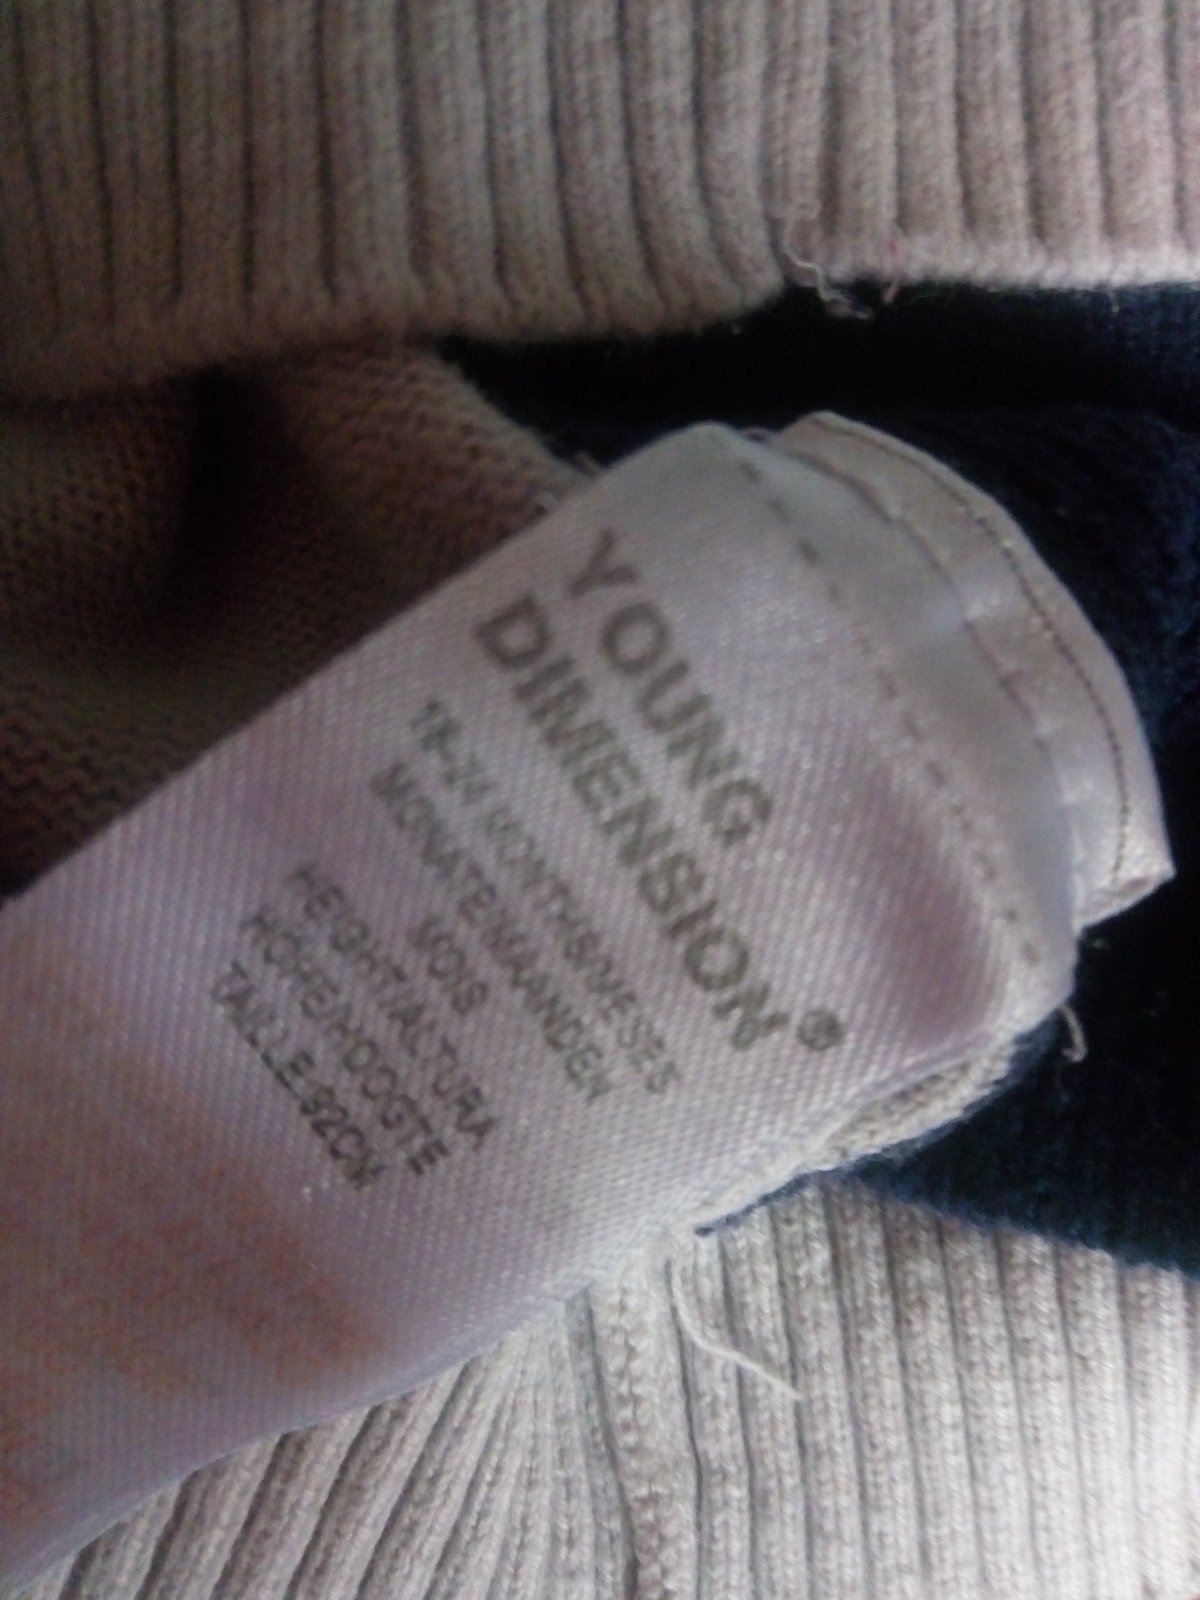 YOUNG
DIMENSION®
18-24 MONTHS/MESES
MONATE/MAANDEN
MOIS
HEIGHT/ALTURA
HÖHE/HOOGTE
TAILLE:92CM